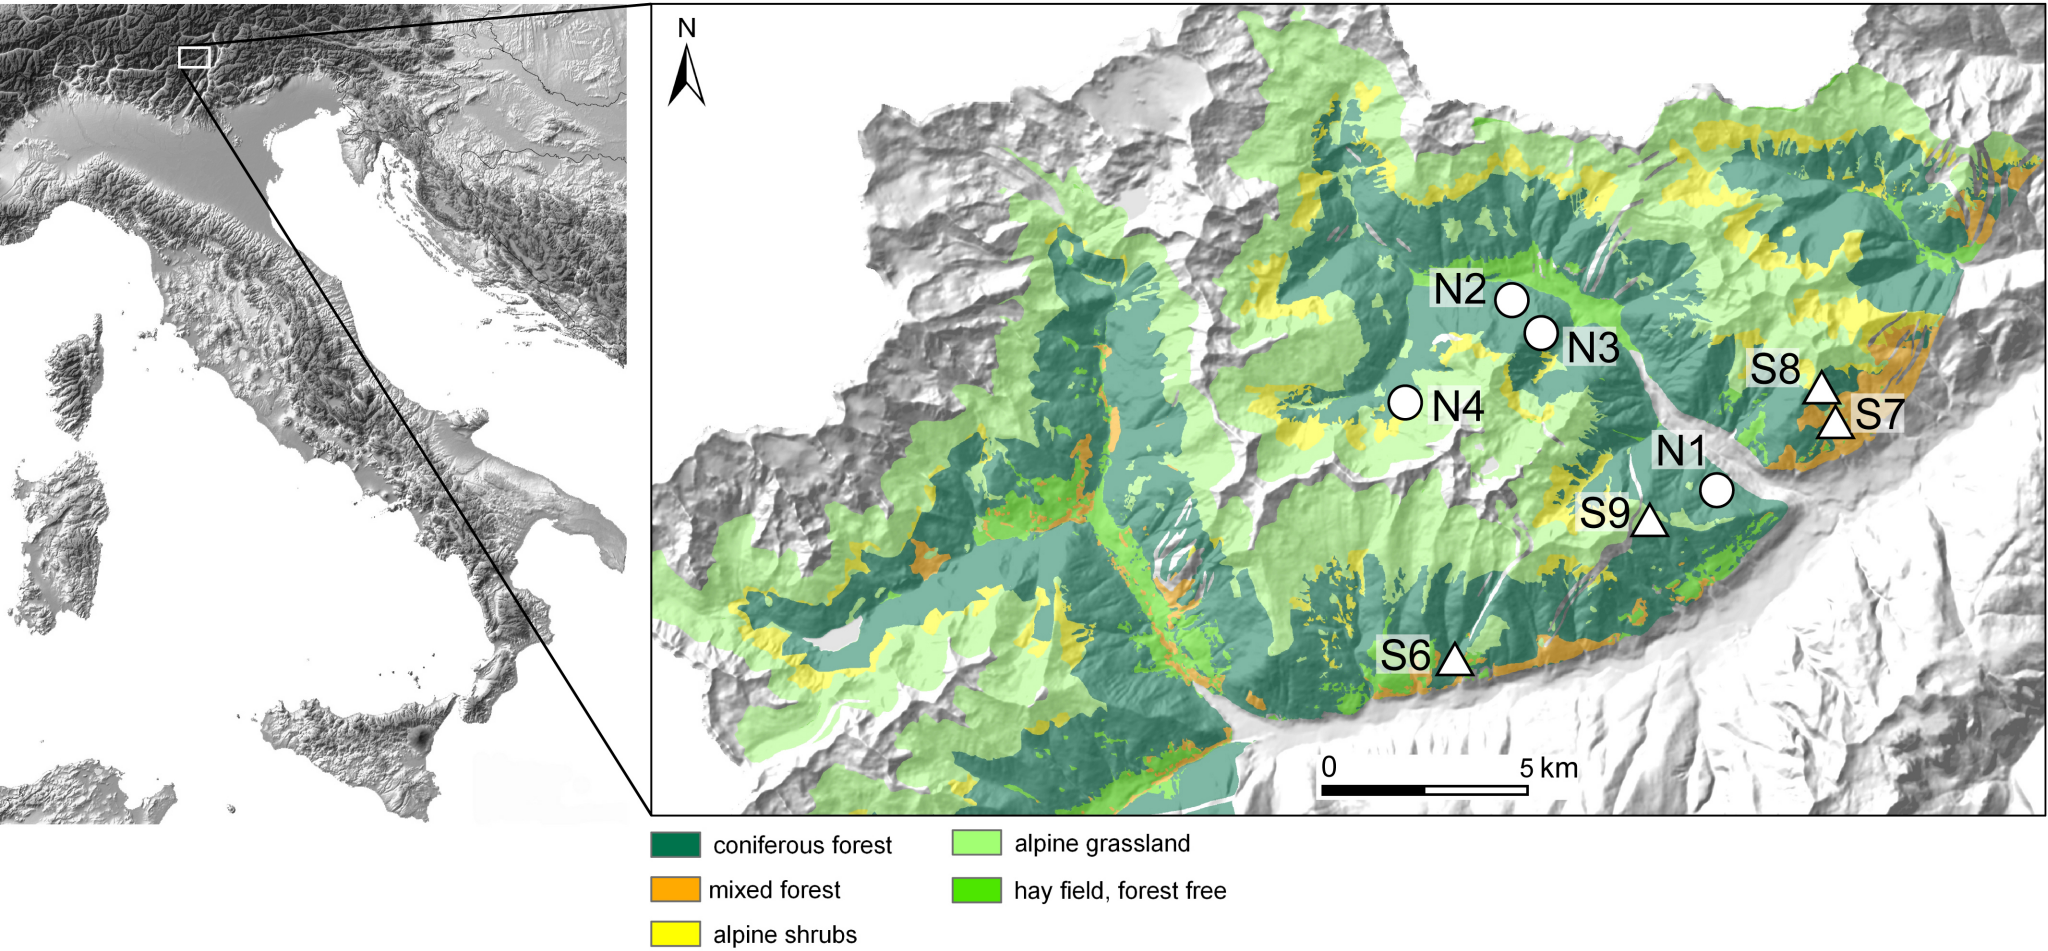 N
N2
N3
S8
N4
S7
N1
S9
S6
0 5 km
coniferous forest
alpine grassland
mixed forest
hay field, forest free
alpine shrubs